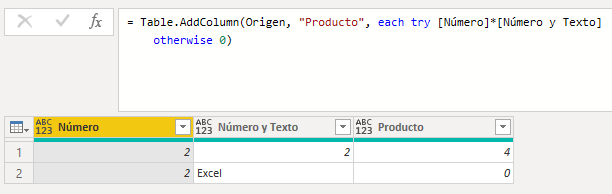 = Table.AddColumn(Origen, "Producto", each try [Número]*[Número y Texto]
otherwise 0)
ABC 123 Número ABC 123 Número y Texto ABC 123 Producto
1 2 2 4
2 2 Excel 0